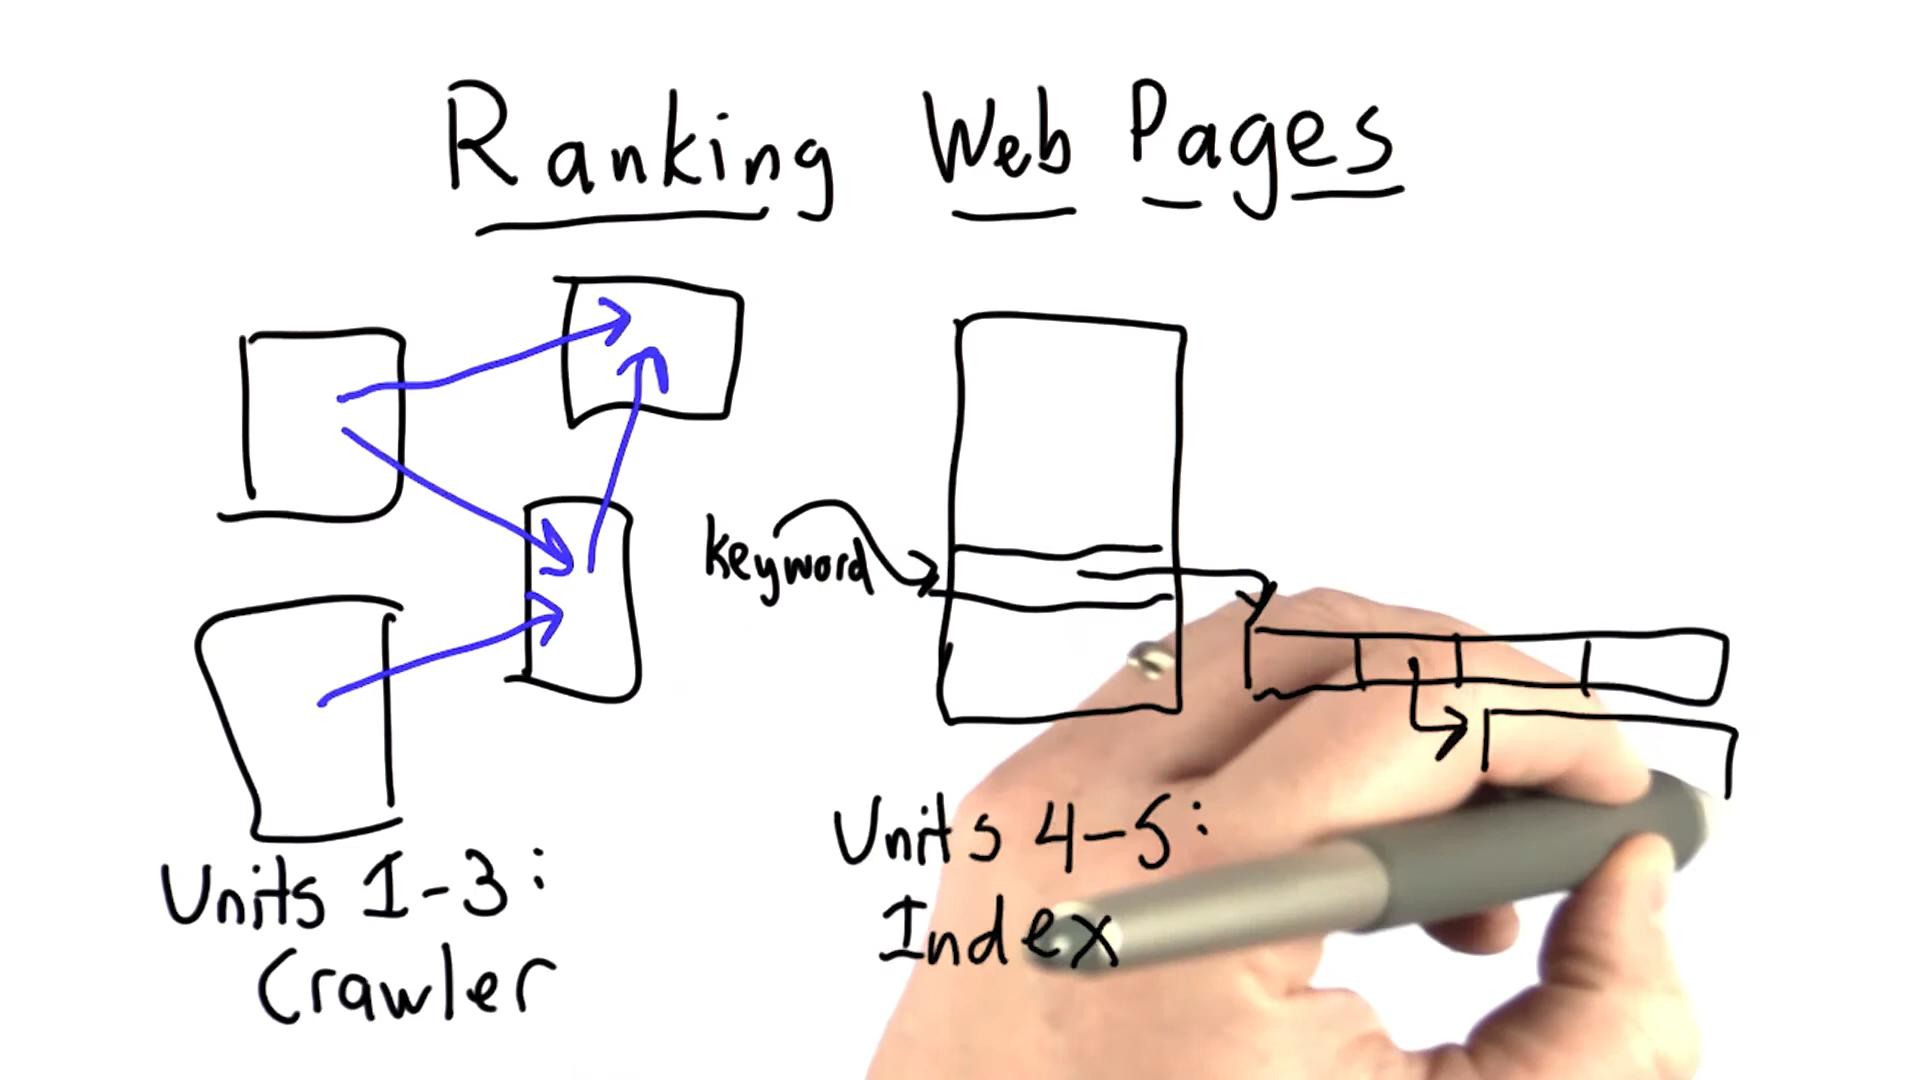 Ranking Web Pages
keyword
Units 1-3:
Crawler
Units 4-5:
Index